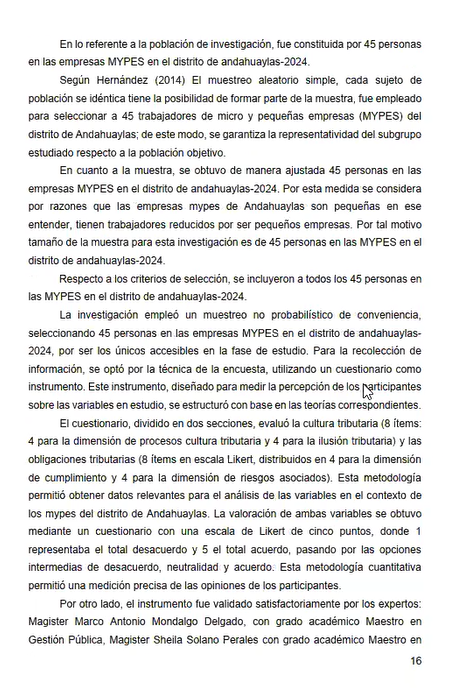 En lo referente a la población de investigación, fue constituida por 45 personas
en las empresas MYPES en el distrito de andahuaylas-2024.
Según Hernández (2014) El muestreo aleatorio simple, cada sujeto de
población se idéntica tiene la posibilidad de formar parte de la muestra, fue empleado
para seleccionar a 45 trabajadores de micro y pequeñas empresas (MYPES) del
distrito de Andahuaylas; de este modo, se garantiza la representatividad del subgrupo
estudiado respecto a la población objetivo.
En cuanto a la muestra, se obtuvo de manera ajustada 45 personas en las
empresas MYPES en el distrito de andahuaylas-2024. Por esta medida se considera
por razones que las empresas mypes de Andahuaylas son pequeñas en ese
entender, tienen trabajadores reducidos por ser pequeños empresas. Por tal motivo
tamaño de la muestra para esta investigación es de 45 personas en las MYPES en el
distrito de andahuaylas-2024.
Respecto a los criterios de selección, se incluyeron a todos los 45 personas en
las MYPES en el distrito de andahuaylas-2024.
La investigación empleó un muestreo no probabilístico de conveniencia,
seleccionando 45 personas en las empresas MYPES en el distrito de andahuaylas-
2024, por ser los únicos accesibles en la fase de estudio. Para la recolección de
información, se optó por la técnica de la encuesta, utilizando un cuestionario como
instrumento. Este instrumento, diseñado para medir la percepción de los participantes
sobre las variables en estudio, se estructuró con base en las teorías correspondientes.
El cuestionario, dividido en dos secciones, evaluó la cultura tributaria (8 ítems:
4 para la dimensión de procesos cultura tributaria y 4 para la ilusión tributaria) y las
obligaciones tributarias (8 ítems en escala Likert, distribuidos en 4 para la dimensión
de cumplimiento y 4 para la dimensión de riesgos asociados). Esta metodología
permitió obtener datos relevantes para el análisis de las variables en el contexto de
los mypes del distrito de Andahuaylas. La valoración de ambas variables se obtuvo
mediante un cuestionario con una escala de Likert de cinco puntos, donde 1
representaba el total desacuerdo y 5 el total acuerdo, pasando por las opciones
intermedias de desacuerdo, neutralidad y acuerdo. Esta metodología cuantitativa
permitió una medición precisa de las opiniones de los participantes.
Por otro lado, el instrumento fue validado satisfactoriamente por los expertos:
Magister Marco Antonio Mondalgo Delgado, con grado académico Maestro en
Gestión Pública, Magister Sheila Solano Perales con grado académico Maestro en
16